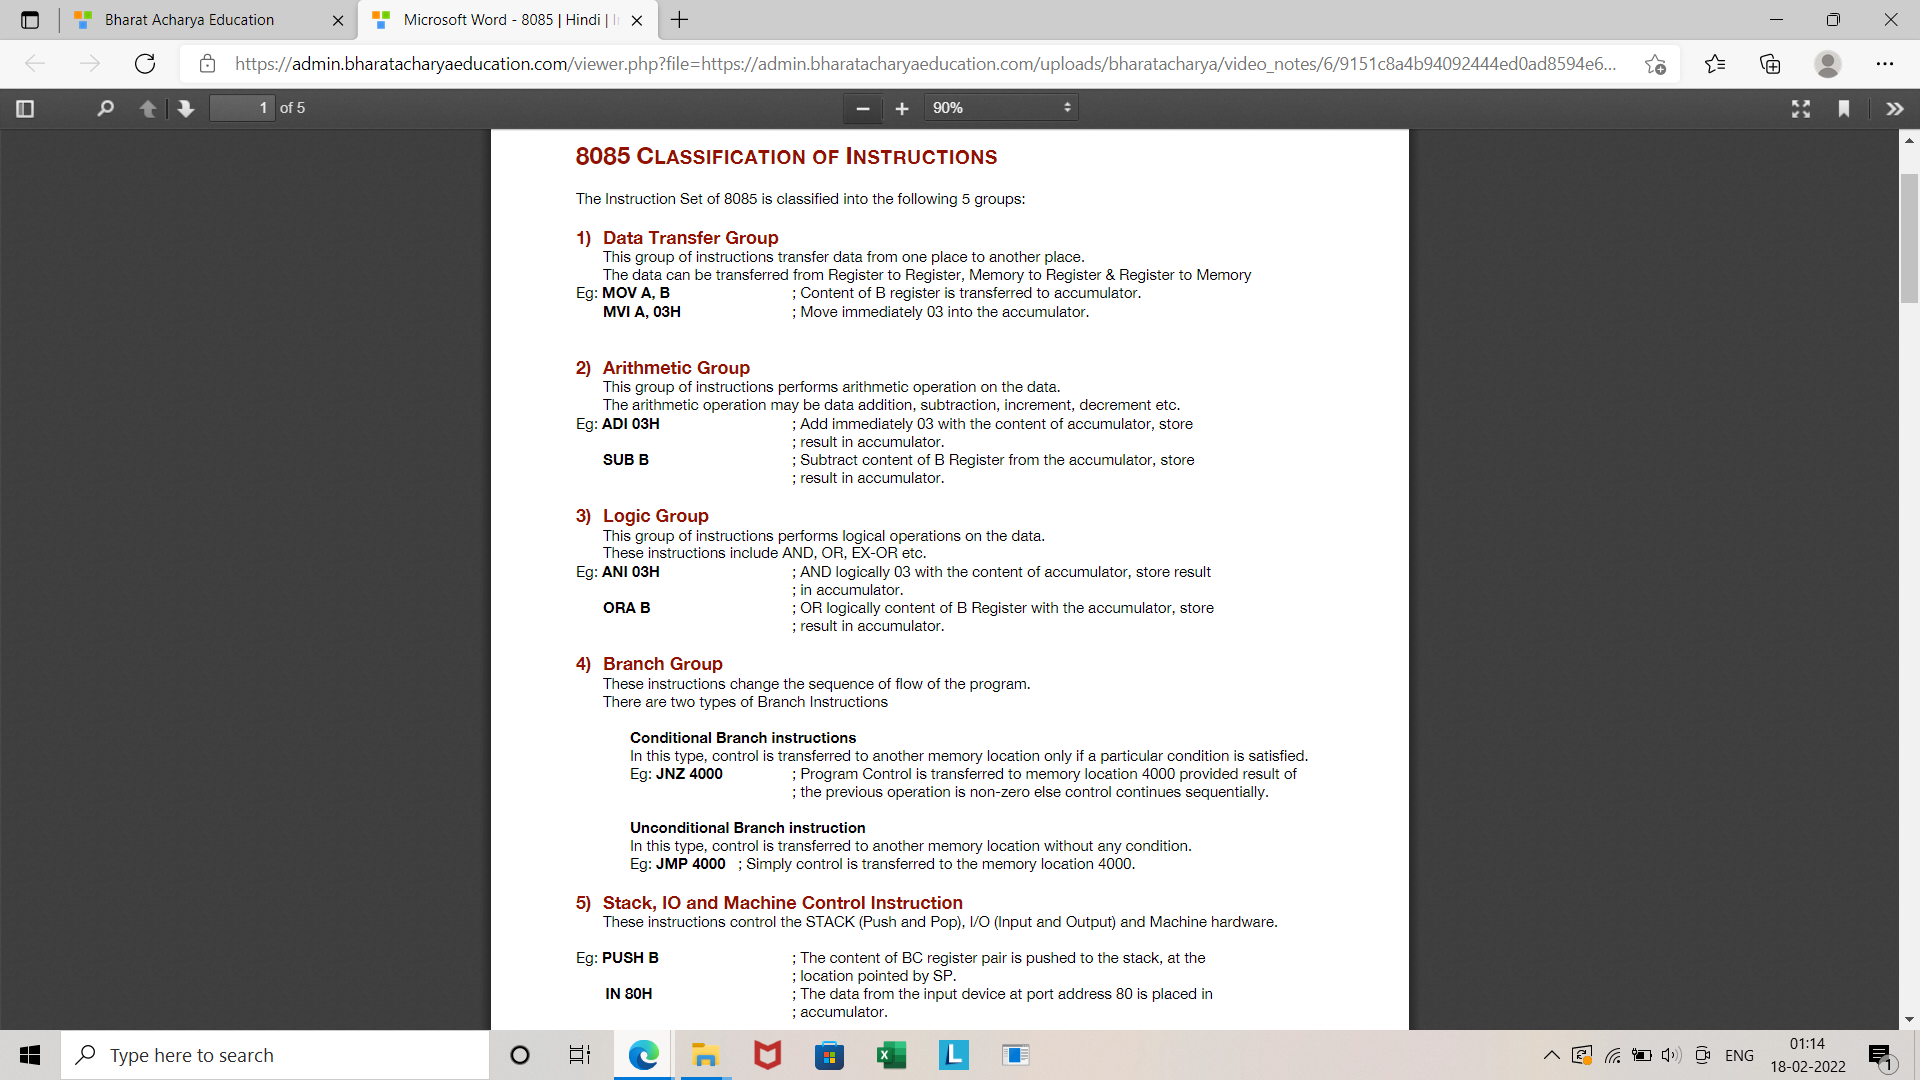 Bharat Acharya Education
Microsoft Word - 8085 | Hindi |
https://admin.bharatacharyaeducation.com/viewer.php?file=https://admin.bharatacharyaeducation.com/uploads/bharatacharya/video_notes/6/9151c8a4b94092444ed0ad8594e6...
1 of 5
90%
8085 CLASSIFICATION OF INSTRUCTIONS
The Instruction Set of 8085 is classified into the following 5 groups:
1) Data Transfer Group
This group of instructions transfer data from one place to another place.
The data can be transferred from Register to Register, Memory to Register & Register to Memory
Eg: MOV A, B ; Content of B register is transferred to accumulator.
MVI A, 03H ; Move immediately 03 into the accumulator.
2) Arithmetic Group
This group of instructions performs arithmetic operation on the data.
The arithmetic operation may be data addition, subtraction, increment, decrement etc.
Eg: ADI 03H ; Add immediately 03 with the content of accumulator, store
; result in accumulator.
SUB B ; Subtract content of B Register from the accumulator, store
; result in accumulator.
3) Logic Group
This group of instructions performs logical operations on the data.
These instructions include AND, OR, EX-OR etc.
Eg: ANI 03H ; AND logically 03 with the content of accumulator, store result
; in accumulator.
ORA B ; OR logically content of B Register with the accumulator, store
; result in accumulator.
4) Branch Group
These instructions change the sequence of flow of the program.
There are two types of Branch Instructions
Conditional Branch instructions
In this type, control is transferred to another memory location only if a particular condition is satisfied.
Eg: JNZ 4000 ; Program Control is transferred to memory location 4000 provided result of
; the previous operation is non-zero else control continues sequentially.
Unconditional Branch instruction
In this type, control is transferred to another memory location without any condition.
Eg: JMP 4000 ; Simply control is transferred to the memory location 4000.
5) Stack, IO and Machine Control Instruction
These instructions control the STACK (Push and Pop), I/O (Input and Output) and Machine hardware.
Eg: PUSH B ; The content of BC register pair is pushed to the stack, at the
; location pointed by SP.
IN 80H ; The data from the input device at port address 80 is placed in
; accumulator.
Type here to search
L
ENG
01:14
18-02-2022
1